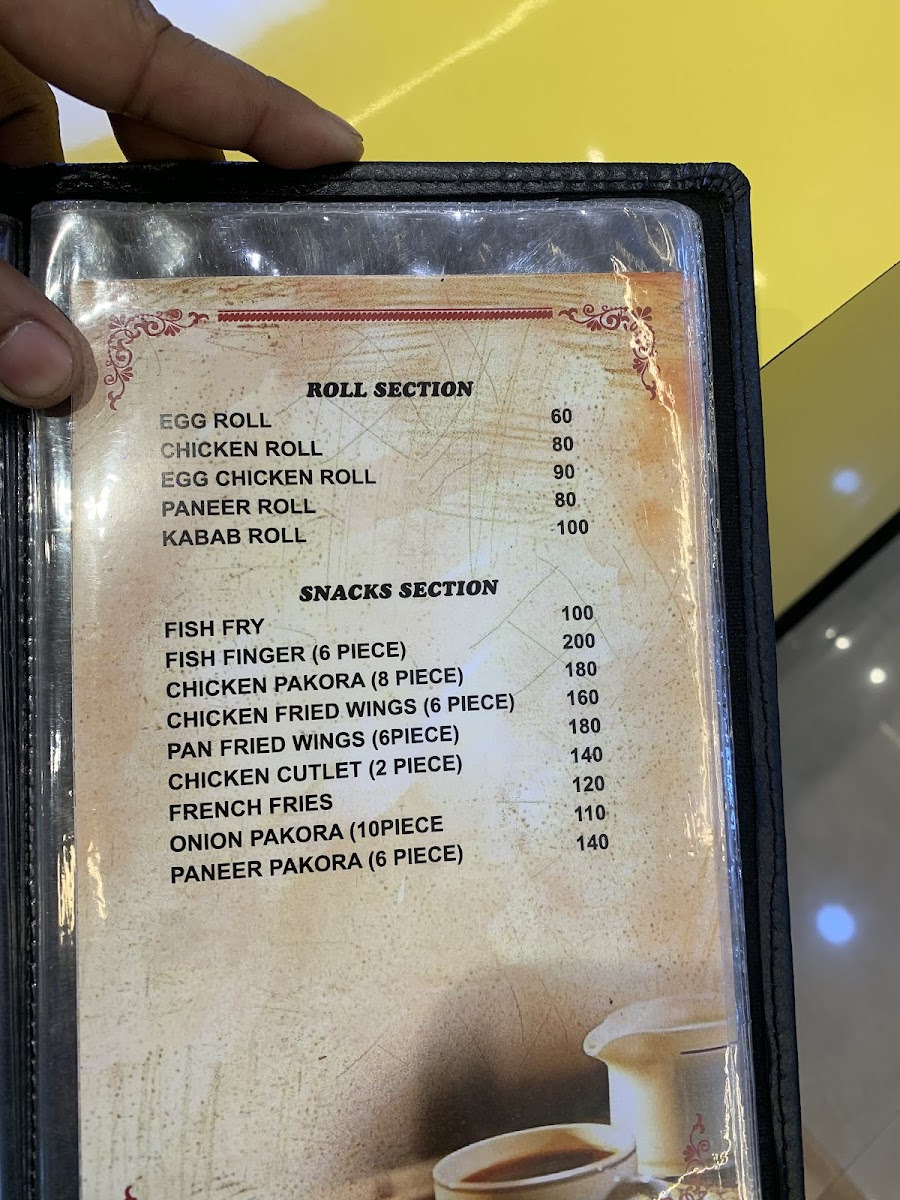 ROLL SECTION
EGG ROLL 60
CHICKEN ROLL 80
EGG CHICKEN ROLL 90
PANEER ROLL 80
KABAB ROLL 100
SNACKS SECTION
FISH FRY 100
FISH FINGER (6 PIECE) 200
CHICKEN PAKORA (8 PIECE) 180
CHICKEN FRIED WINGS (6 PIECE) 160
PAN FRIED WINGS (6PIECE) 180
CHICKEN CUTLET (2 PIECE) 140
FRENCH FRIES 120
ONION PAKORA (10PIECE 110
PANEER PAKORA (6 PIECE) 140